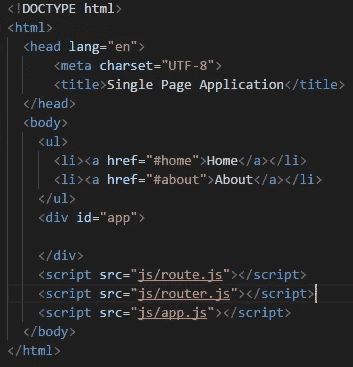 <!DOCTYPE html>
<html>
<head lang="en">
<meta charset="UTF-8">
<title>Single Page Application</title>
</head>
<body>
<ul>
<li><a href="#home">Home</a></li>
<li><a href="#about">About</a></li>
</ul>
<div id="app">
</div>
<script src="js/route.js"></script>
<script src="js/router.js"></script>
<script src="js/app.js"></script>
</body>
</html>